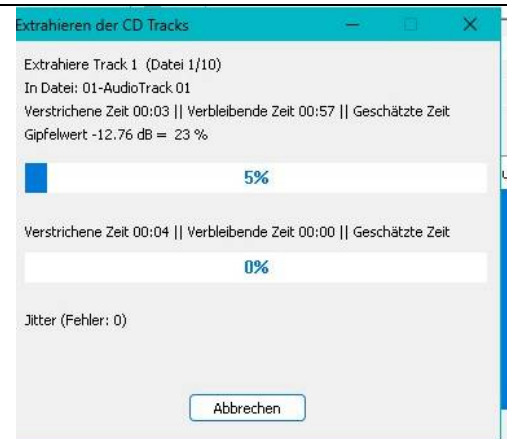 Extrahieren der CD Tracks
Extrahiere Track 1 (Datei 1/10)
In Datei: 01-AudioTrack 01
Verstrichene Zeit 00:03 || Verbleibende Zeit 00:57 || Geschätzte Zeit
Gipfelwert -12.76 dB = 23 %
5%
Verstrichene Zeit 00:04 || Verbleibende Zeit 00:00 || Geschätzte Zeit
0%
Jitter (Fehler: 0)
Abbrechen